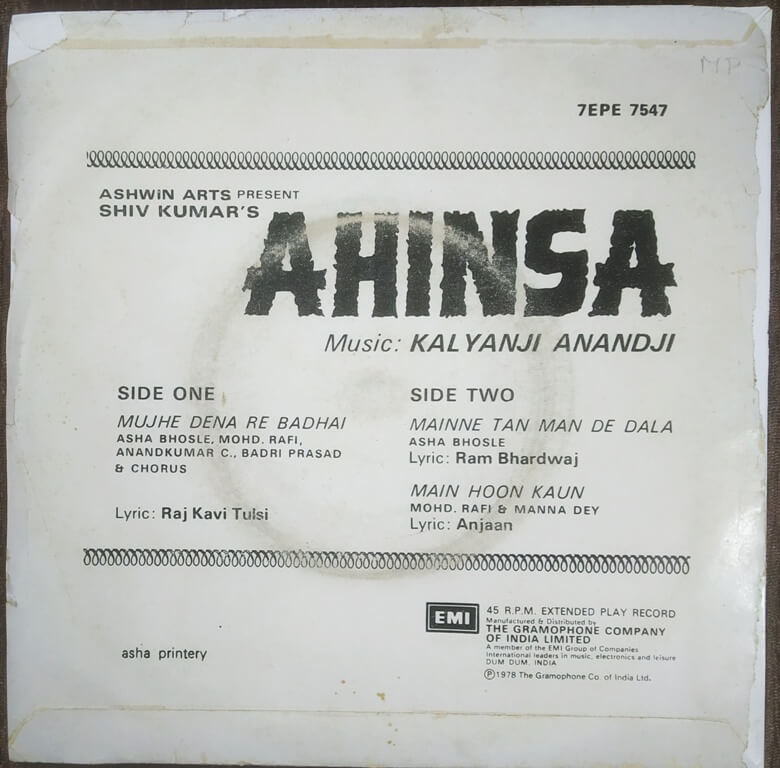 MP
7EPE 7547
ASHWiN ARTS PRESENT
SHIV KUMAR'S
AHINSA
Music: KALYANJI ANANDJI
SIDE ONE
MUJHE DENA RE BADHAI
ASHA BHOSLE, MOHD. RAFI,
ANANDKUMAR C., BADRI PRASAD
& CHORUS
Lyric: Raj Kavi Tulsi
SIDE TWO
MAINNE TAN MAN DE DALA
ASHA BHOSLE
Lyric: Ram Bhardwaj
MAIN HOON KAUN
MOHD. RAFI & MANNA DEY
Lyric: Anjaan
asha printery
EMI
45 R.P.M. EXTENDED PLAY RECORD
Manufactured & Distributed by
THE GRAMOPHONE COMPANY
OF INDIA LIMITED
A member of the EMI Group of Companies
International leaders in music, electronics and leisure
DUM DUM, INDIA
Ⓟ1978 The Gramophone Co. of India Ltd.